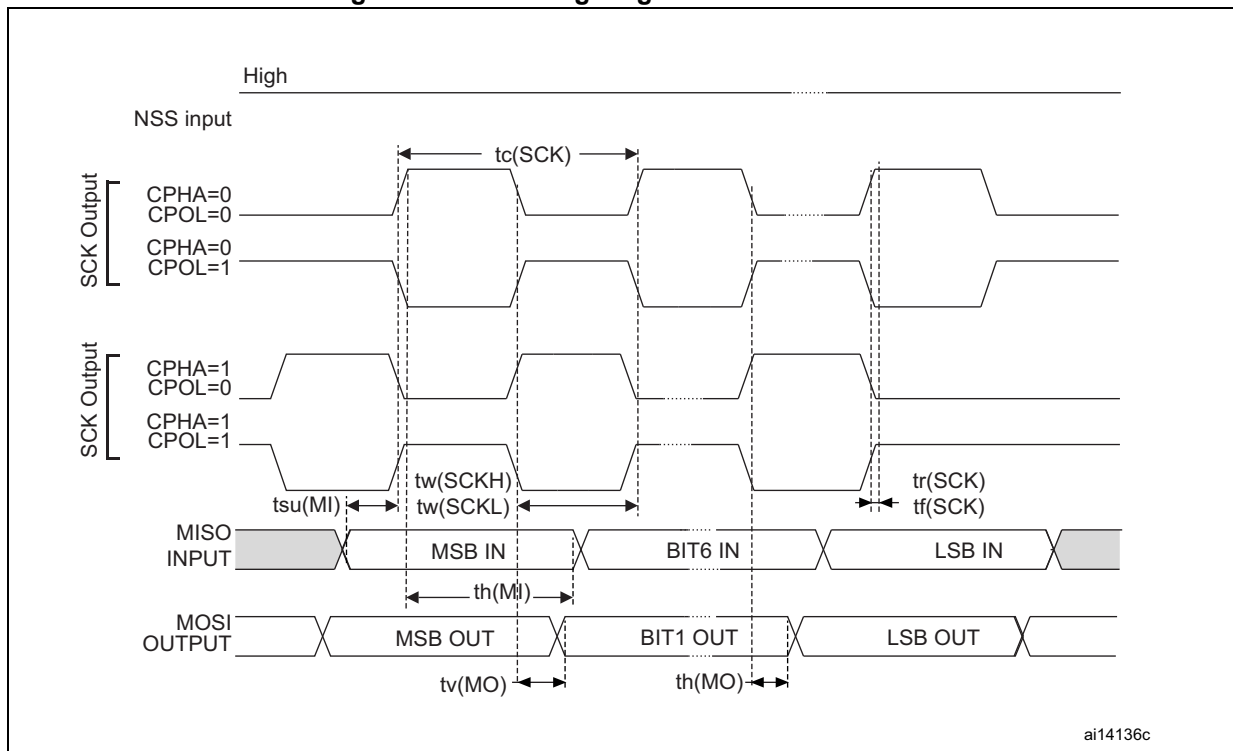 High
NSS input
tc(SCK)
SCK Output
CPHA=0
CPOL=0
CPHA=0
CPOL=1
SCK Output
CPHA=1
CPOL=0
CPHA=1
CPOL=1
tw(SCKH)
tw(SCKL)
tr(SCK)
tf(SCK)
tsu(MI)
MISO
INPUT
MSB IN
BIT6 IN
LSB IN
th(MI)
MOSI
OUTPUT
MSB OUT
BIT1 OUT
LSB OUT
tv(MO)
th(MO)
ai14136c